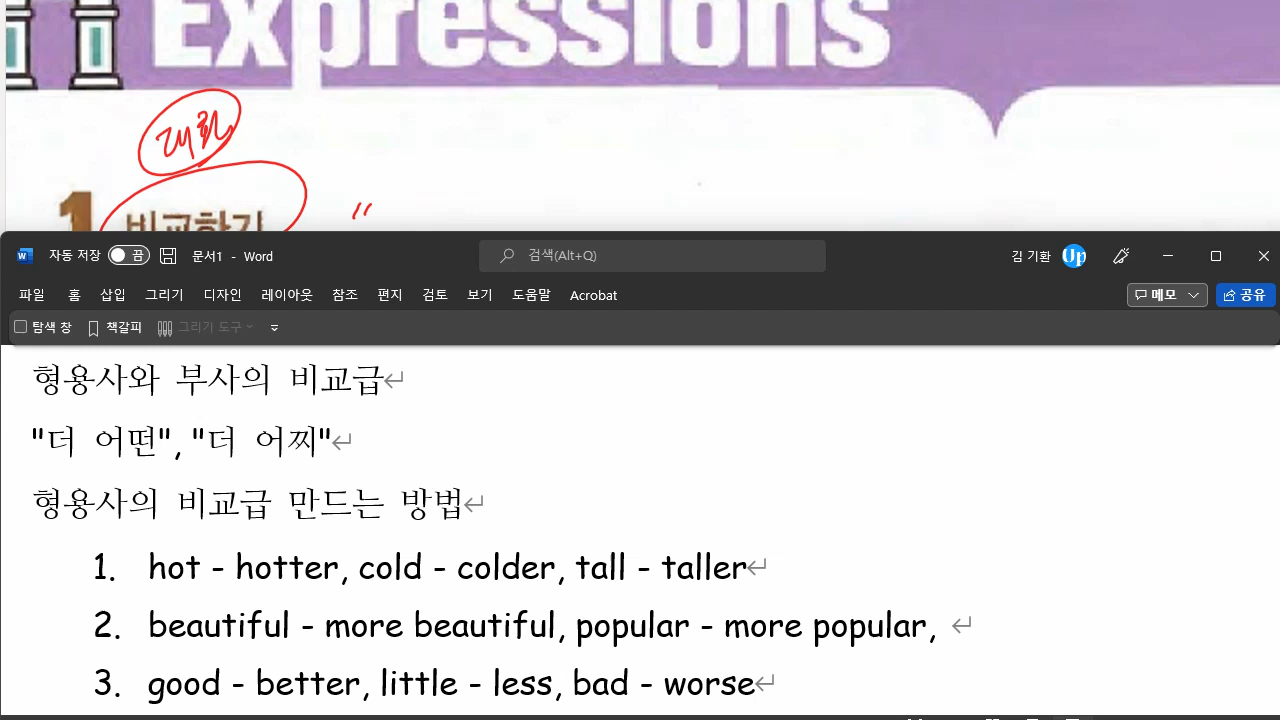 Expressions
대화
1 비교하기
자동 저장 끔 문서1 - Word 검색(Alt+Q) 김 기환 Up
파일 홈 삽입 그리기 디자인 레이아웃 참조 편지 검토 보기 도움말 Acrobat 메모 공유
탐색 창 책갈피 그리기 도구
형용사와 부사의 비교급
"더 어떤", "더 어찌"
형용사의 비교급 만드는 방법
1. hot - hotter, cold - colder, tall - taller
2. beautiful - more beautiful, popular - more popular,
3. good - better, little - less, bad - worse